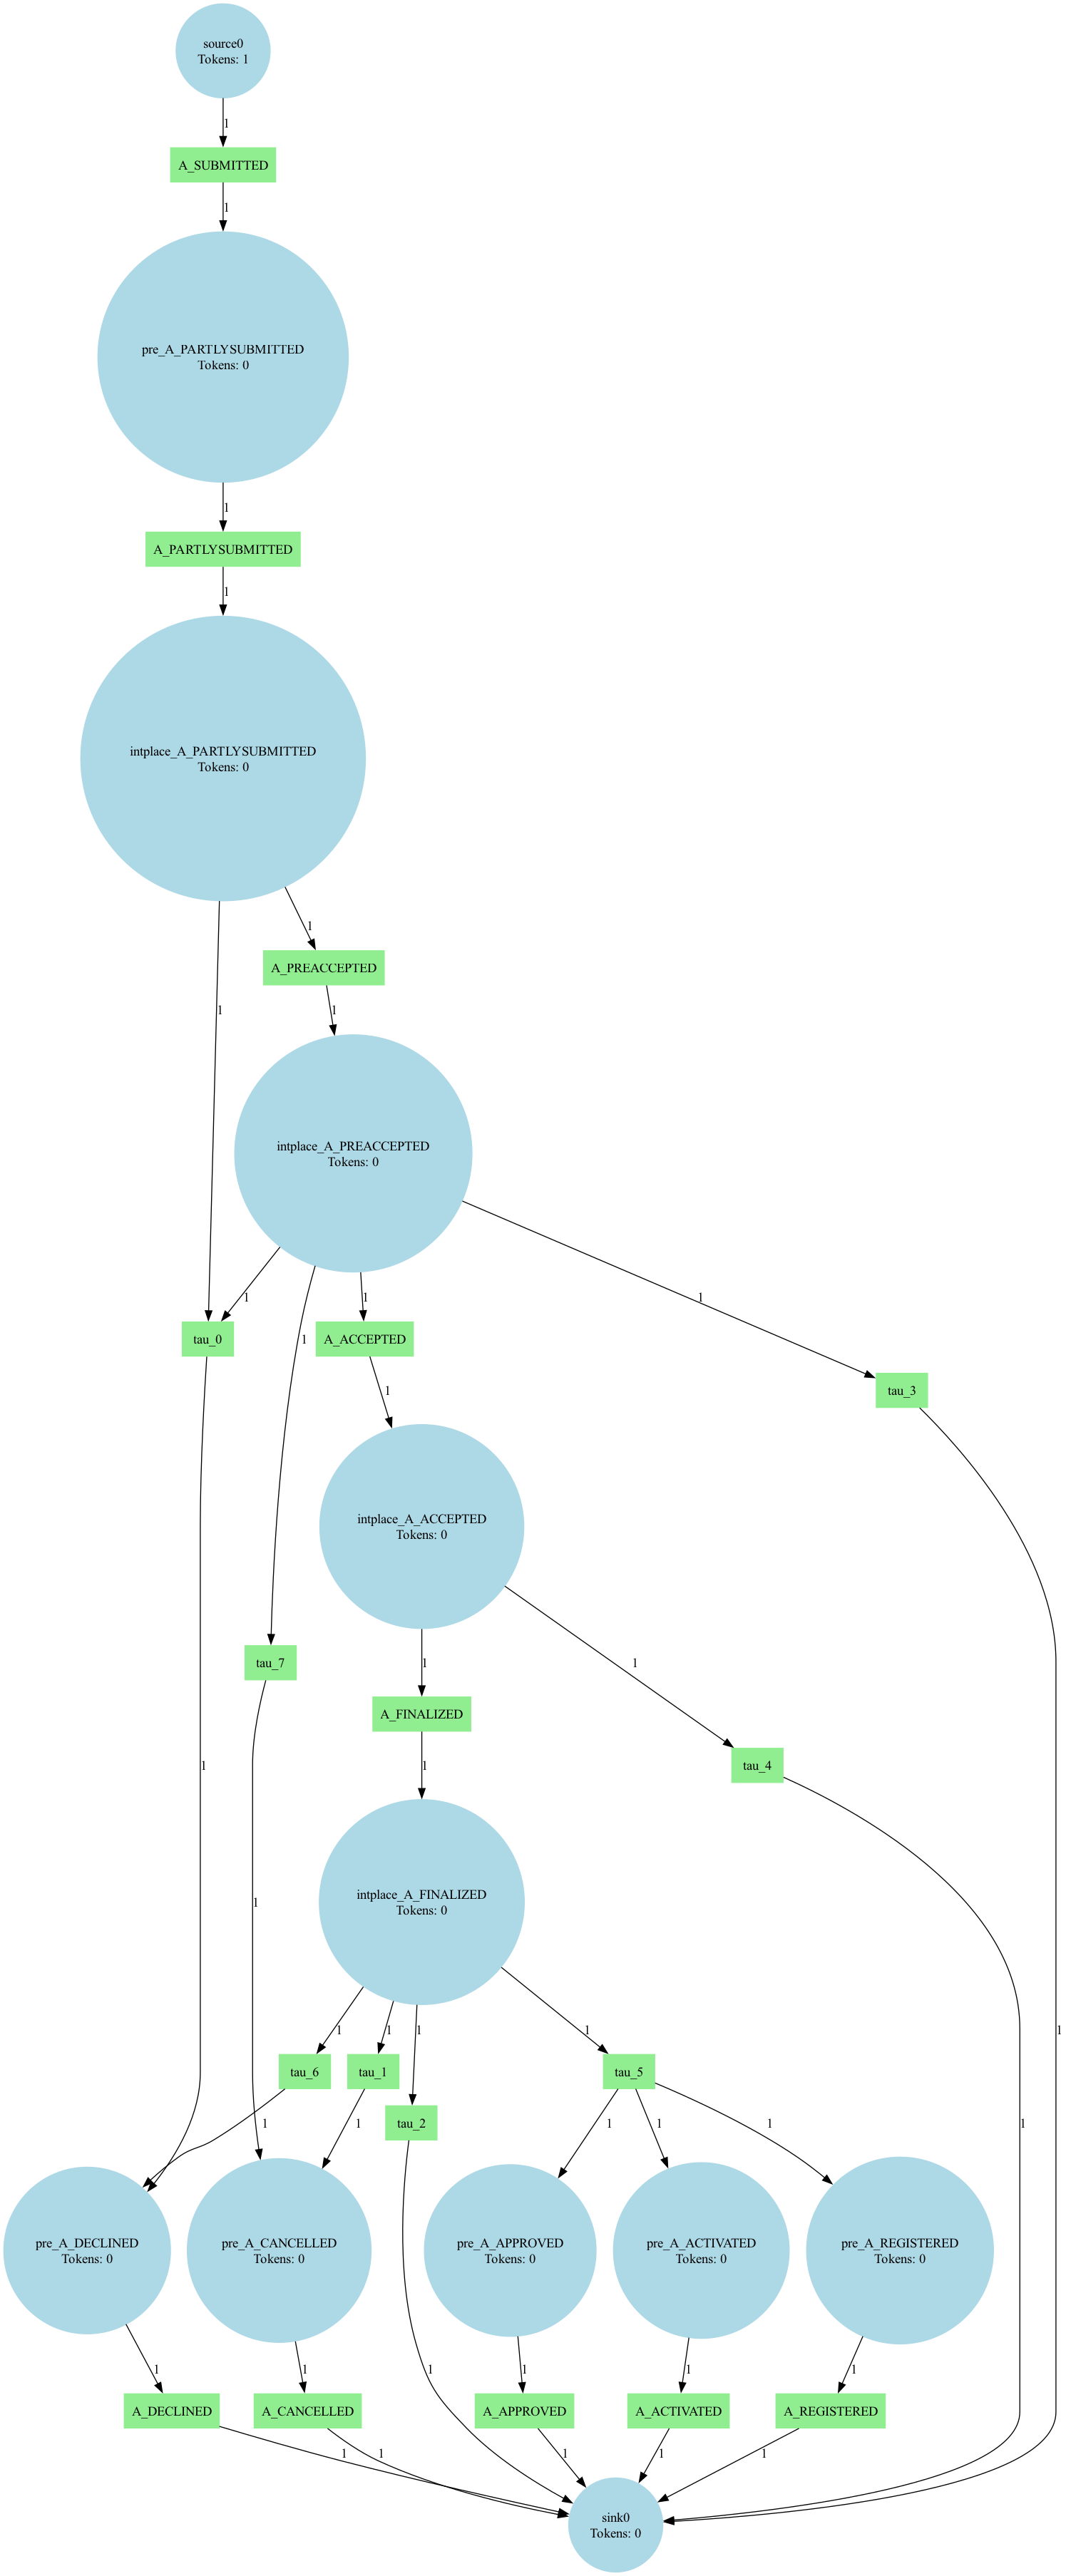 source0
Tokens: 1
1
A_SUBMITTED
1
pre_A_PARTLYSUBMITTED
Tokens: 0
1
A_PARTLYSUBMITTED
1
intplace_A_PARTLYSUBMITTED
Tokens: 0
1
A_PREACCEPTED
1
1
intplace_A_PREACCEPTED
Tokens: 0
1
1
1
1
tau_0
A_ACCEPTED
tau_3
1
intplace_A_ACCEPTED
Tokens: 0
1
1
tau_7
A_FINALIZED
1
1
tau_4
1
intplace_A_FINALIZED
Tokens: 0
1
1
1
1
1
1
tau_6
tau_1
tau_5
tau_2
1
1
1
1
1
pre_A_DECLINED
Tokens: 0
pre_A_CANCELLED
Tokens: 0
pre_A_APPROVED
Tokens: 0
pre_A_ACTIVATED
Tokens: 0
pre_A_REGISTERED
Tokens: 0
1
1
1
1
1
1
A_DECLINED
A_CANCELLED
A_APPROVED
A_ACTIVATED
A_REGISTERED
1
1
1
1
1
sink0
Tokens: 0